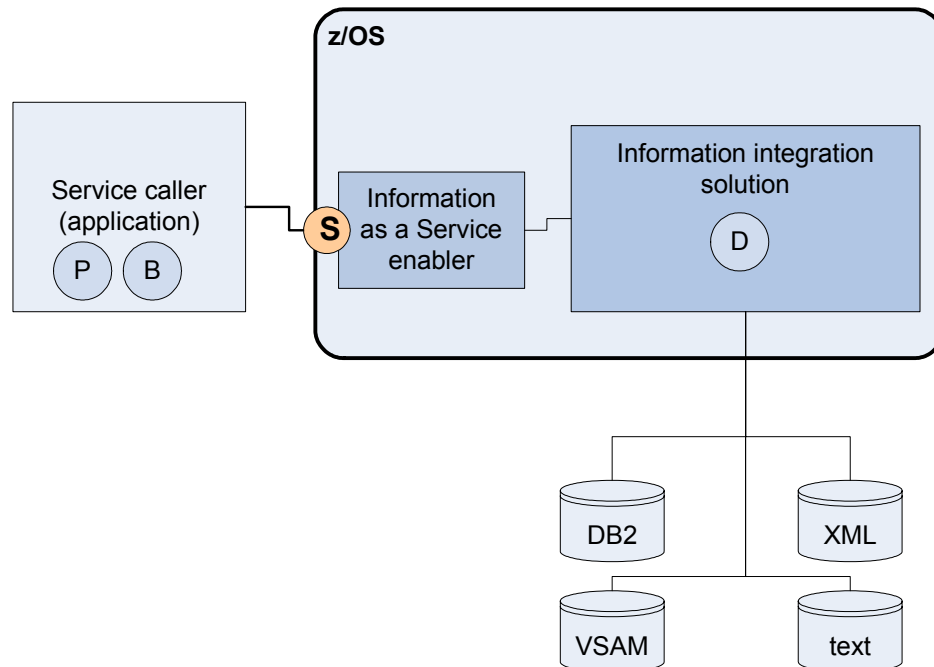 z/OS
Service caller
(application)
P
B
S
Information
as a Service
enabler
Information integration
solution
D
DB2
XML
VSAM
text